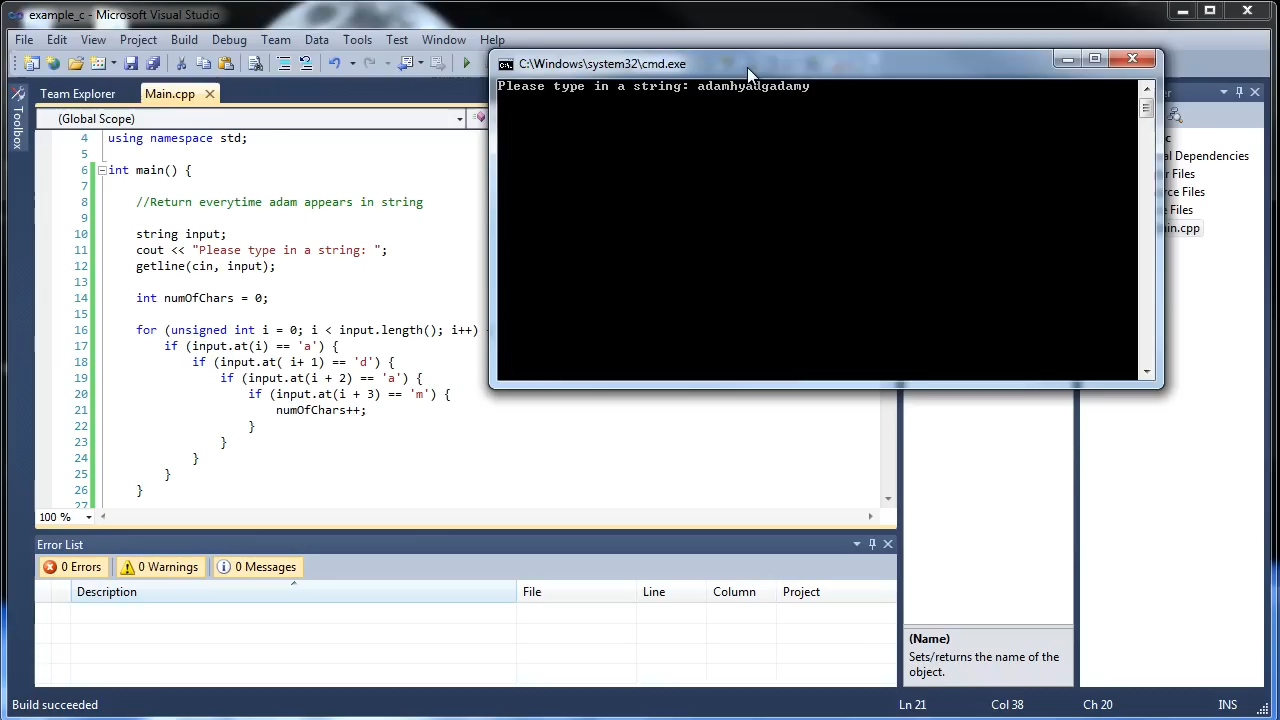 example_c - Microsoft Visual Studio
File Edit View Project Build Debug Team Data Tools Test Window Help
C:\Windows\system32\cmd.exe
Please type in a string: adamhyaugadamy
Team Explorer Main.cpp
(Global Scope)
Toolbox
4 using namespace std;
5
6 int main() {
7
8 //Return everytime adam appears in string
9
10 string input;
11 cout << "Please type in a string: ";
12 getline(cin, input);
13
14 int numOfChars = 0;
15
16 for (unsigned int i = 0; i < input.length(); i++)
17 if (input.at(i) == 'a') {
18 if (input.at( i+ 1) == 'd') {
19 if (input.at(i + 2) == 'a') {
20 if (input.at(i + 3) == 'm') {
21 numOfChars++;
22 }
23 }
24 }
25 }
26 }
27
100 %
er
c
al Dependencies
er Files
rce Files
e Files
in.cpp
Error List
0 Errors 0 Warnings 0 Messages
Description File Line Column Project
(Name)
Sets/returns the name of the
object.
Build succeeded Ln 21 Col 38 Ch 20 INS